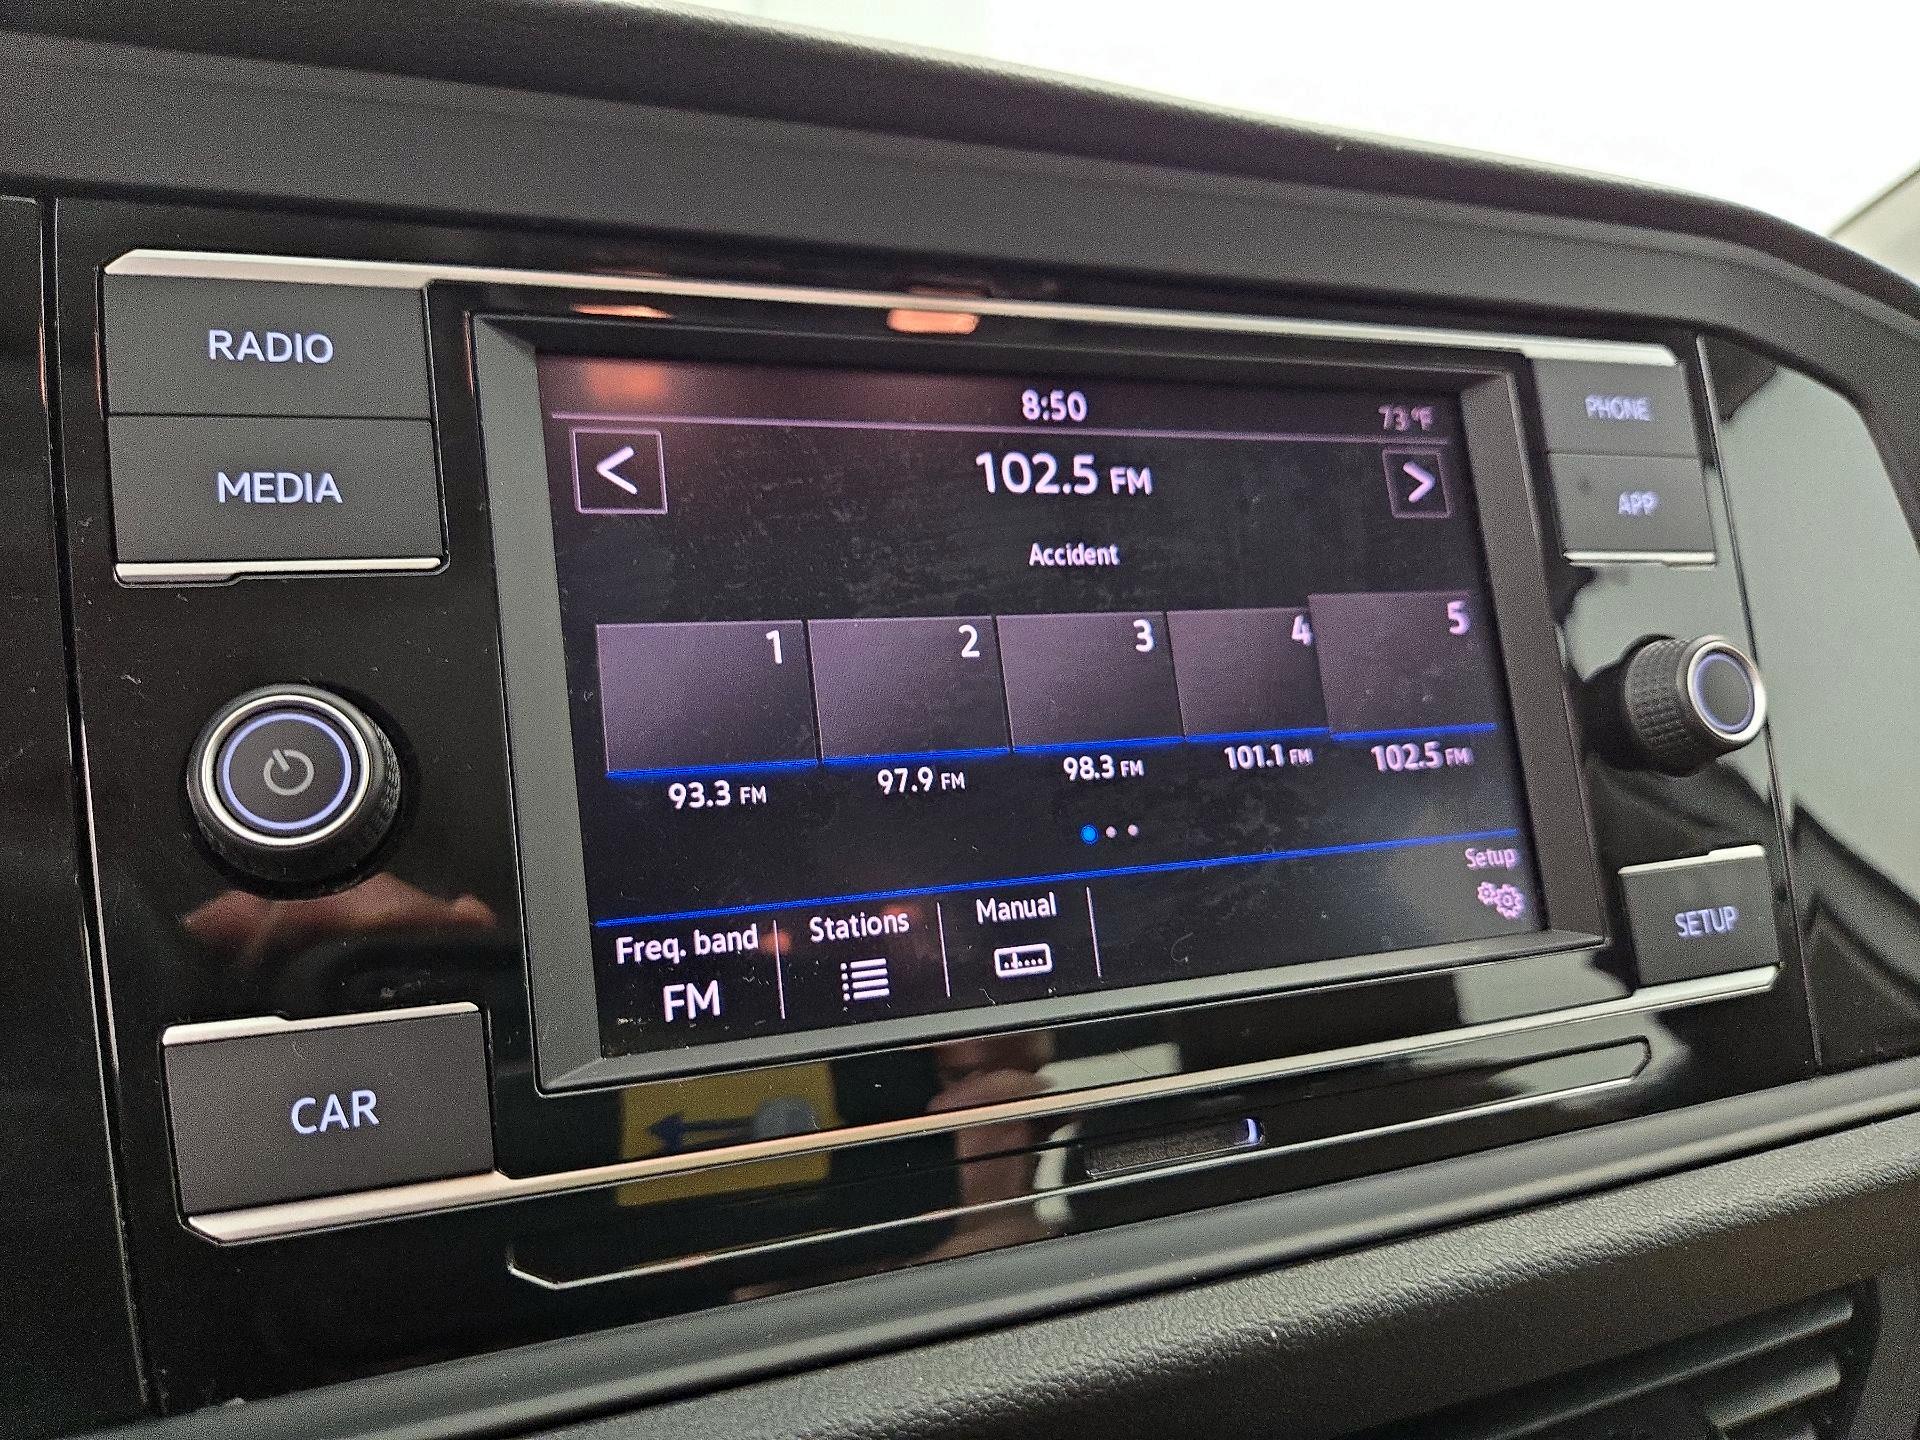 RADIO
MEDIA
CAR
8:50
73°F
<
102.5 FM
>
Accident
1
2
3
4
5
93.3 FM
97.9 FM
98.3 FM
101.1 FM
102.5 FM
Freq. band
FM
Stations
Manual
Setup
PHONE
APP
SETUP